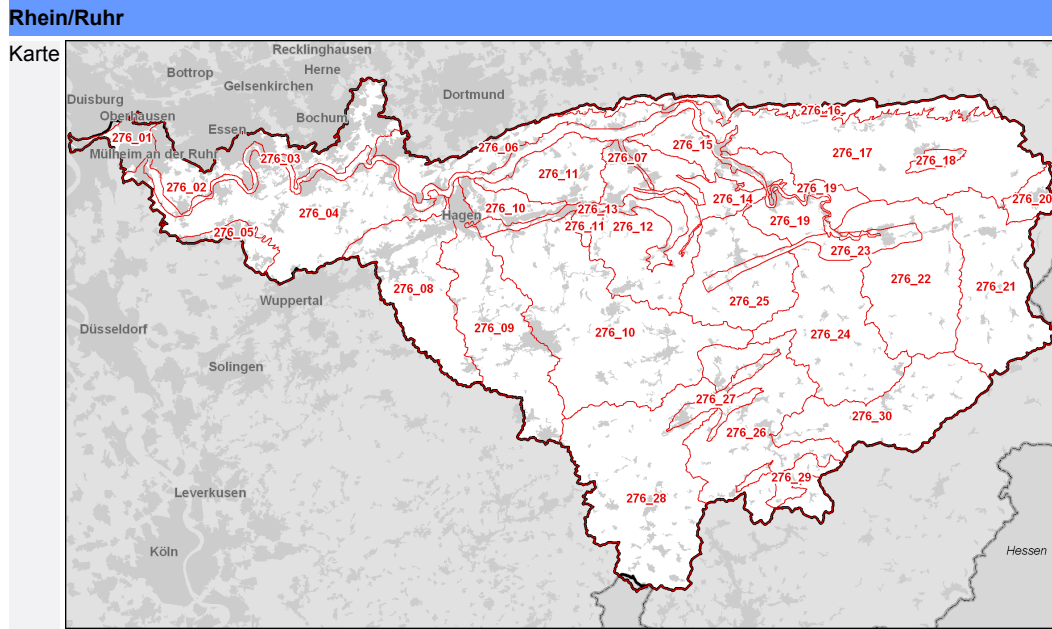 Rhein/Ruhr
Karte
Recklinghausen
Bottrop
Herne
Gelsenkirchen
Duisburg
Dortmund
Oberhausen
Bochum
Essen
276_01
276_16
Mülheim an der Ruhr
276_03
276_06
276_07
276_15
276_17
276_18
276_02
276_11
276_04
276_10
276_13
276_14
276_19
276_20
Hagen
276_05
276_11
276_12
276_19
276_23
276_08
276_22
276_21
Wuppertal
276_25
Düsseldorf
276_09
276_10
276_24
Solingen
276_27
276_30
276_26
276_29
Leverkusen
276_28
Köln
Hessen